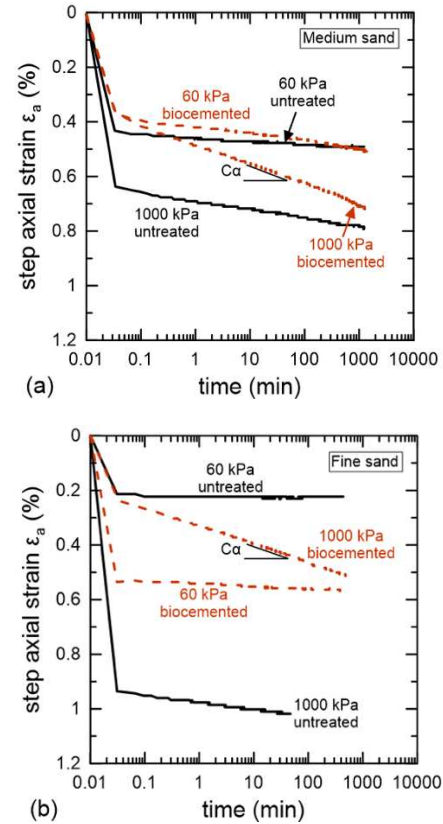 0
0.2
0.4
0.6
0.8
1
1.2
step axial strain εa (%)
Medium sand
60 kPa
untreated
60 kPa
biocemented
Cα
1000 kPa
untreated
1000 kPa
biocemented
0.01 0.1 1 10 100 1000 10000
time (min)
(a)
0
0.2
0.4
0.6
0.8
1
1.2
step axial strain εa (%)
Fine sand
60 kPa
untreated
1000 kPa
biocemented
Cα
60 kPa
biocemented
1000 kPa
untreated
0.01 0.1 1 10 100 1000 10000
time (min)
(b)